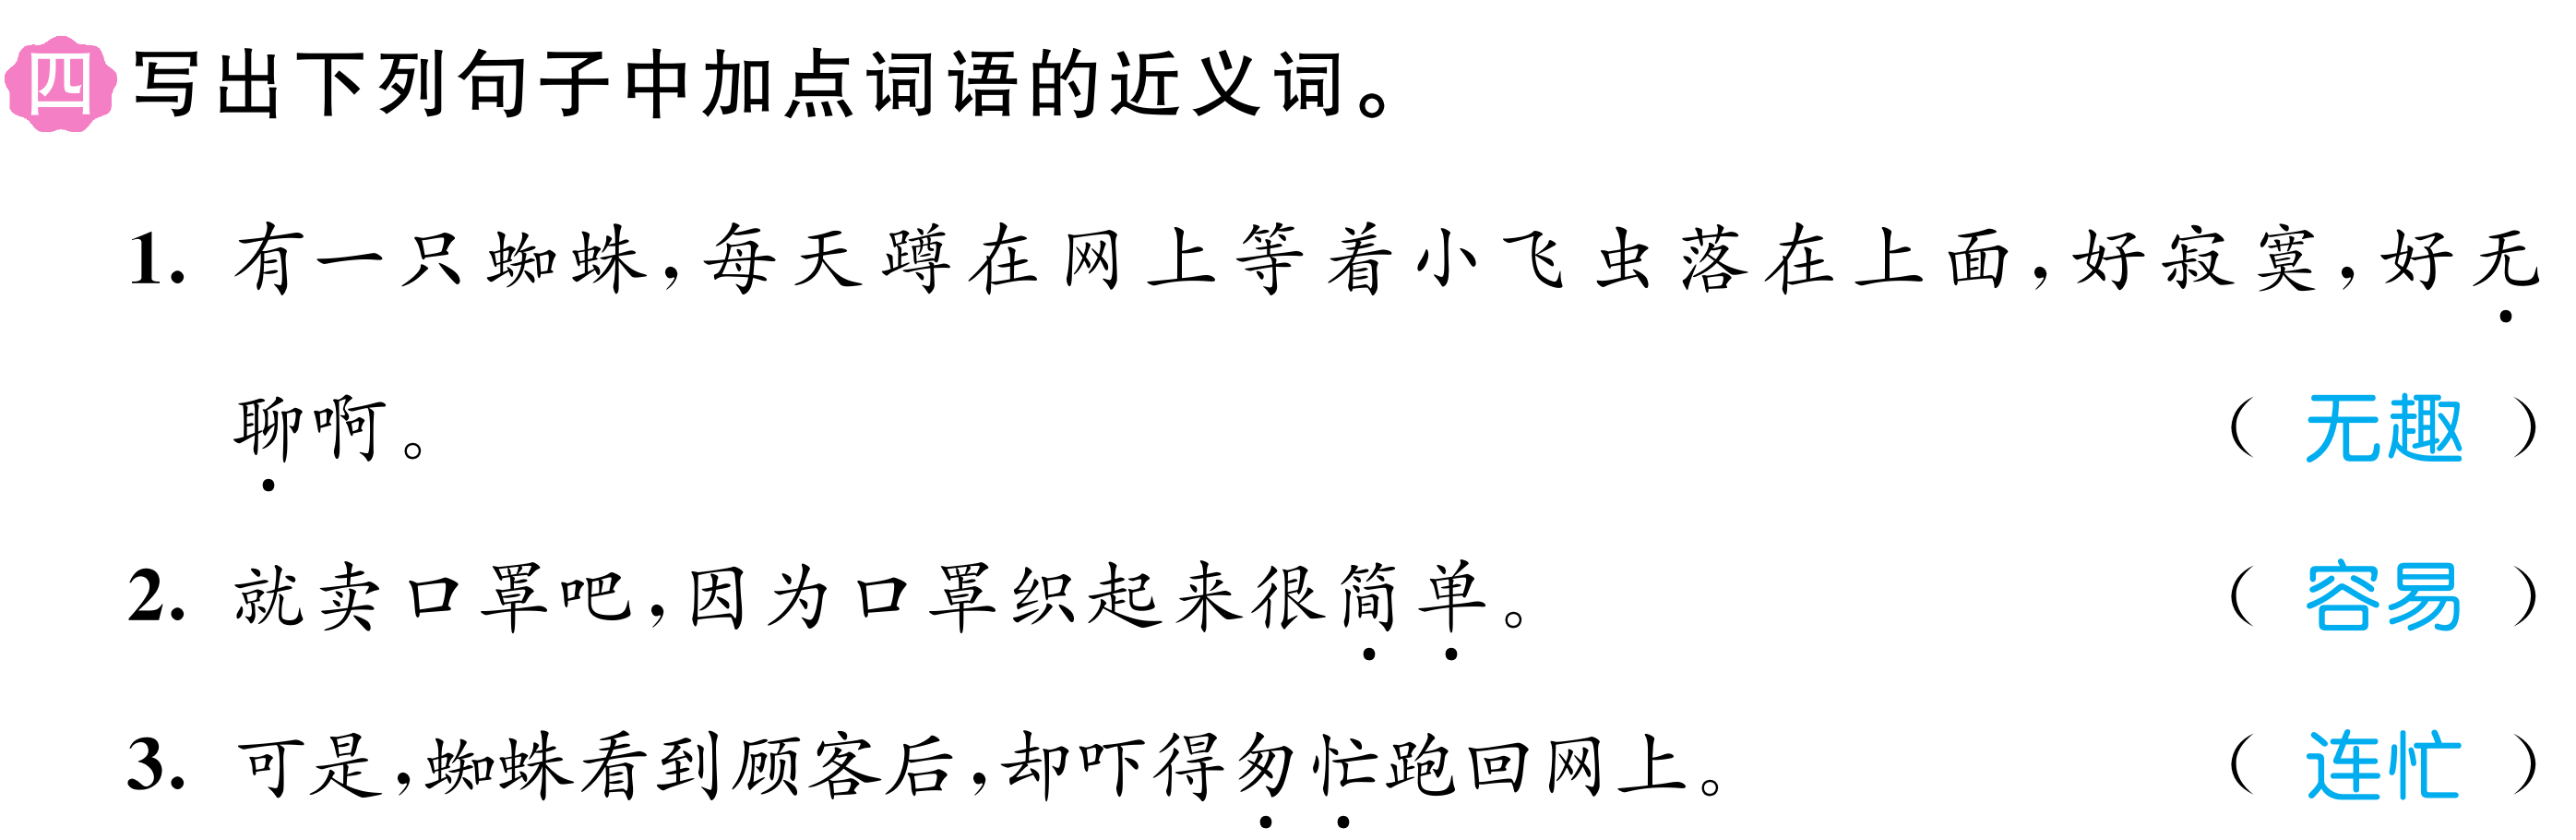 四 写出下列句子中加点词语的近义词。
1. 有一只蜘蛛，每天蹲在网上等着小飞虫落在上面，好寂寞，好无
聊啊。 （ 无趣 ）
2. 就卖口罩吧，因为口罩织起来很简单。 （ 容易 ）
3. 可是，蜘蛛看到顾客后，却吓得匆忙跑回网上。 （ 连忙 ）